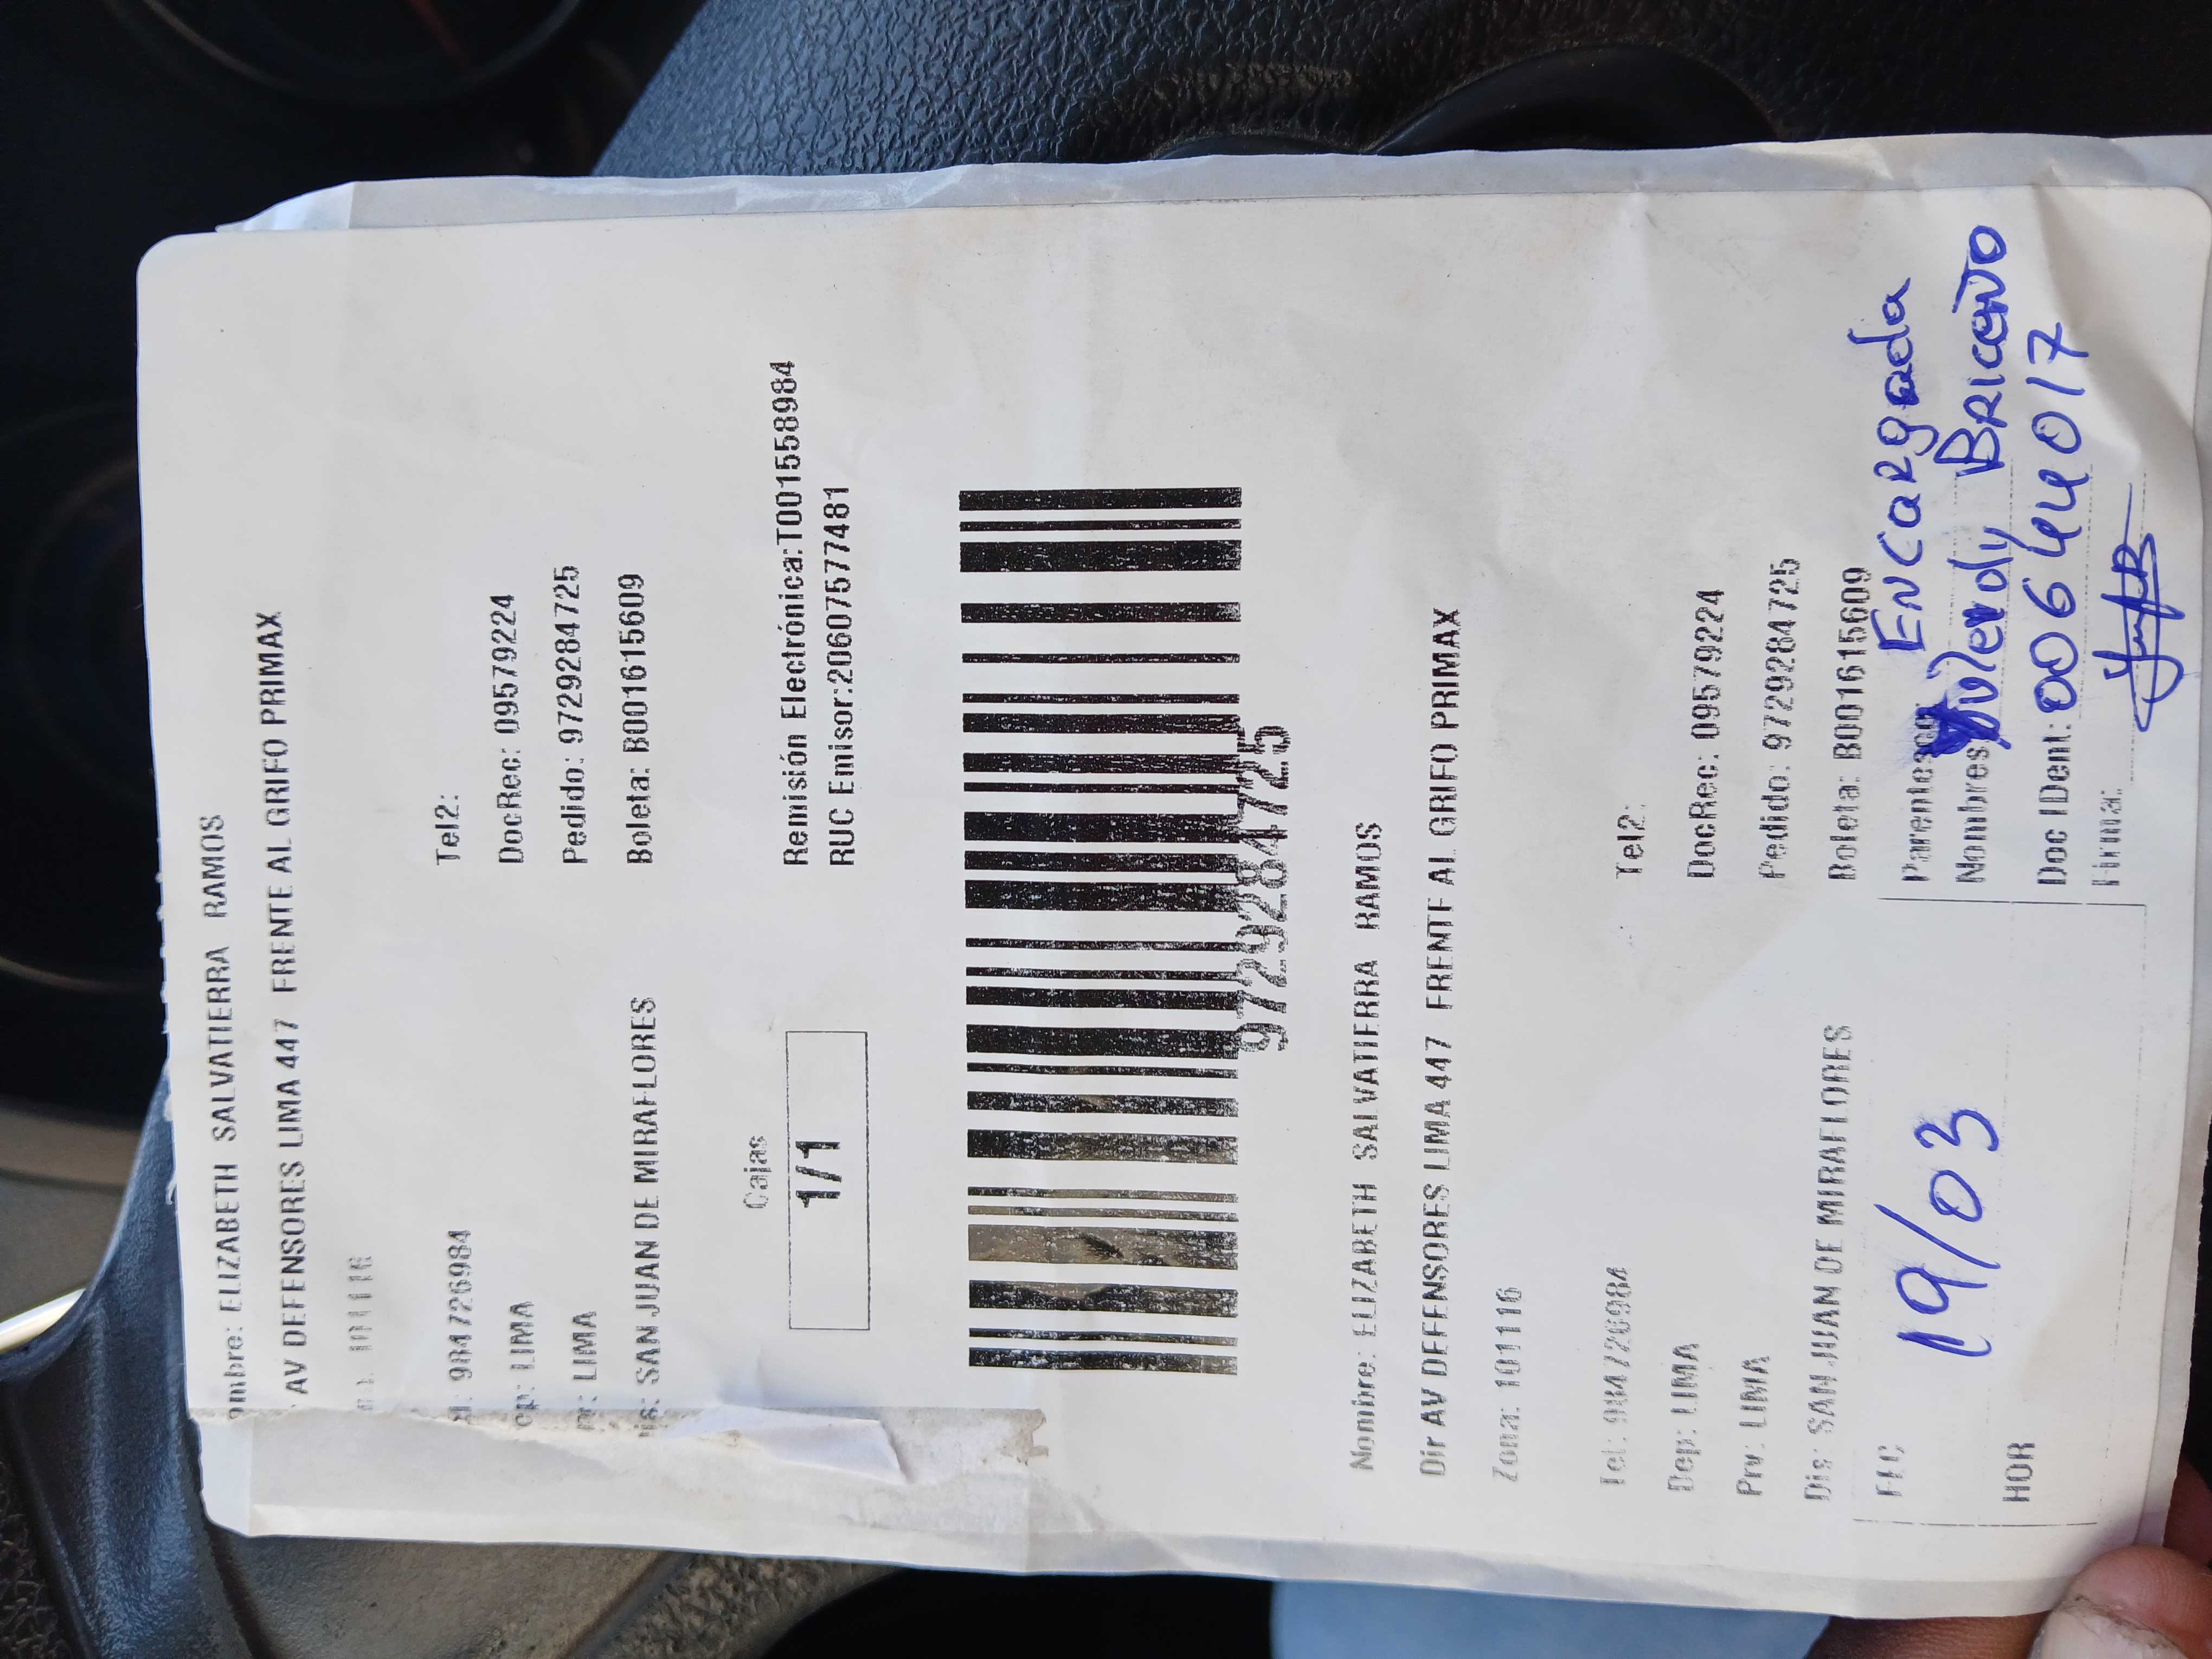 ombre: ELIZABETH SALVATIERRA RAMOS
AV DEFENSORES LIMA 447 FRENTE AL GRIFO PRIMAX
101116
: 984726984 Tel2:
ep: LIMA DocRec: 09579224
: LIMA Pedido: 9729284725
is: SAN JUAN DE MIRAFLORES Boleta: B001615609
Cajas
1/1
Remisión Electrónica:T001558984
RUC Emisor:20607577481
9729284725
Nombre: ELIZABETH SALVATIERRA RAMOS
Dir AV DEFENSORES LIMA 447 FRENTE AL GRIFO PRIMAX
Zona: 101116
Tel: 984726984 Tel2:
Dep: LIMA DocRec: 09579224
Prv: LIMA Pedido: 9729284725
Dis: SAN JUAN DE MIRAFLORES Boleta: B001615609
FEC 19/03
HOR
Parentesco: Encargada
Nombres: Briceño
Doc IDent: 00644017
Firma: